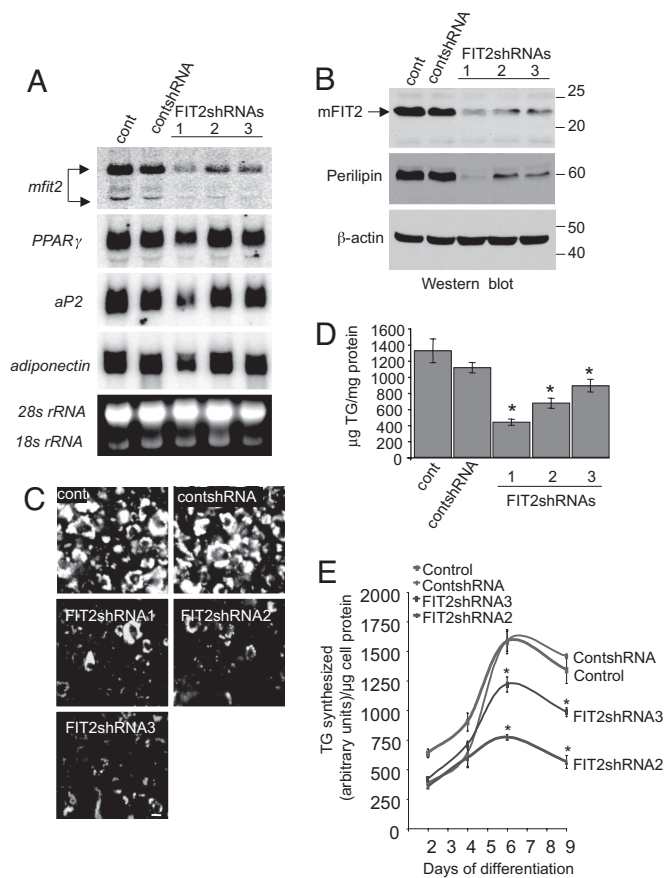 A
cont
contshRNA
FIT2shRNAs
1 2 3
mfit2
PPARγ
aP2
adiponectin
28s rRNA
18s rRNA
B
cont
contshRNA
FIT2shRNAs
1 2 3
mFIT2
25
20
Perilipin
60
β-actin
50
40
Western blot
C
cont
contshRNA
FIT2shRNA1
FIT2shRNA2
FIT2shRNA3
D
µg TG/mg protein
1600
1400
1200
1000
800
600
400
200
0
* * *
cont
contshRNA
1 2 3
FIT2shRNAs
E
Control
ContshRNA
FIT2shRNA3
FIT2shRNA2
TG synthesized
(arbitrary units)/µg cell protein
2000
1750
1500
1250
1000
750
500
250
0
*
*
*
*
ContshRNA
Control
FIT2shRNA3
FIT2shRNA2
2 3 4 5 6 7 8 9
Days of differentiation